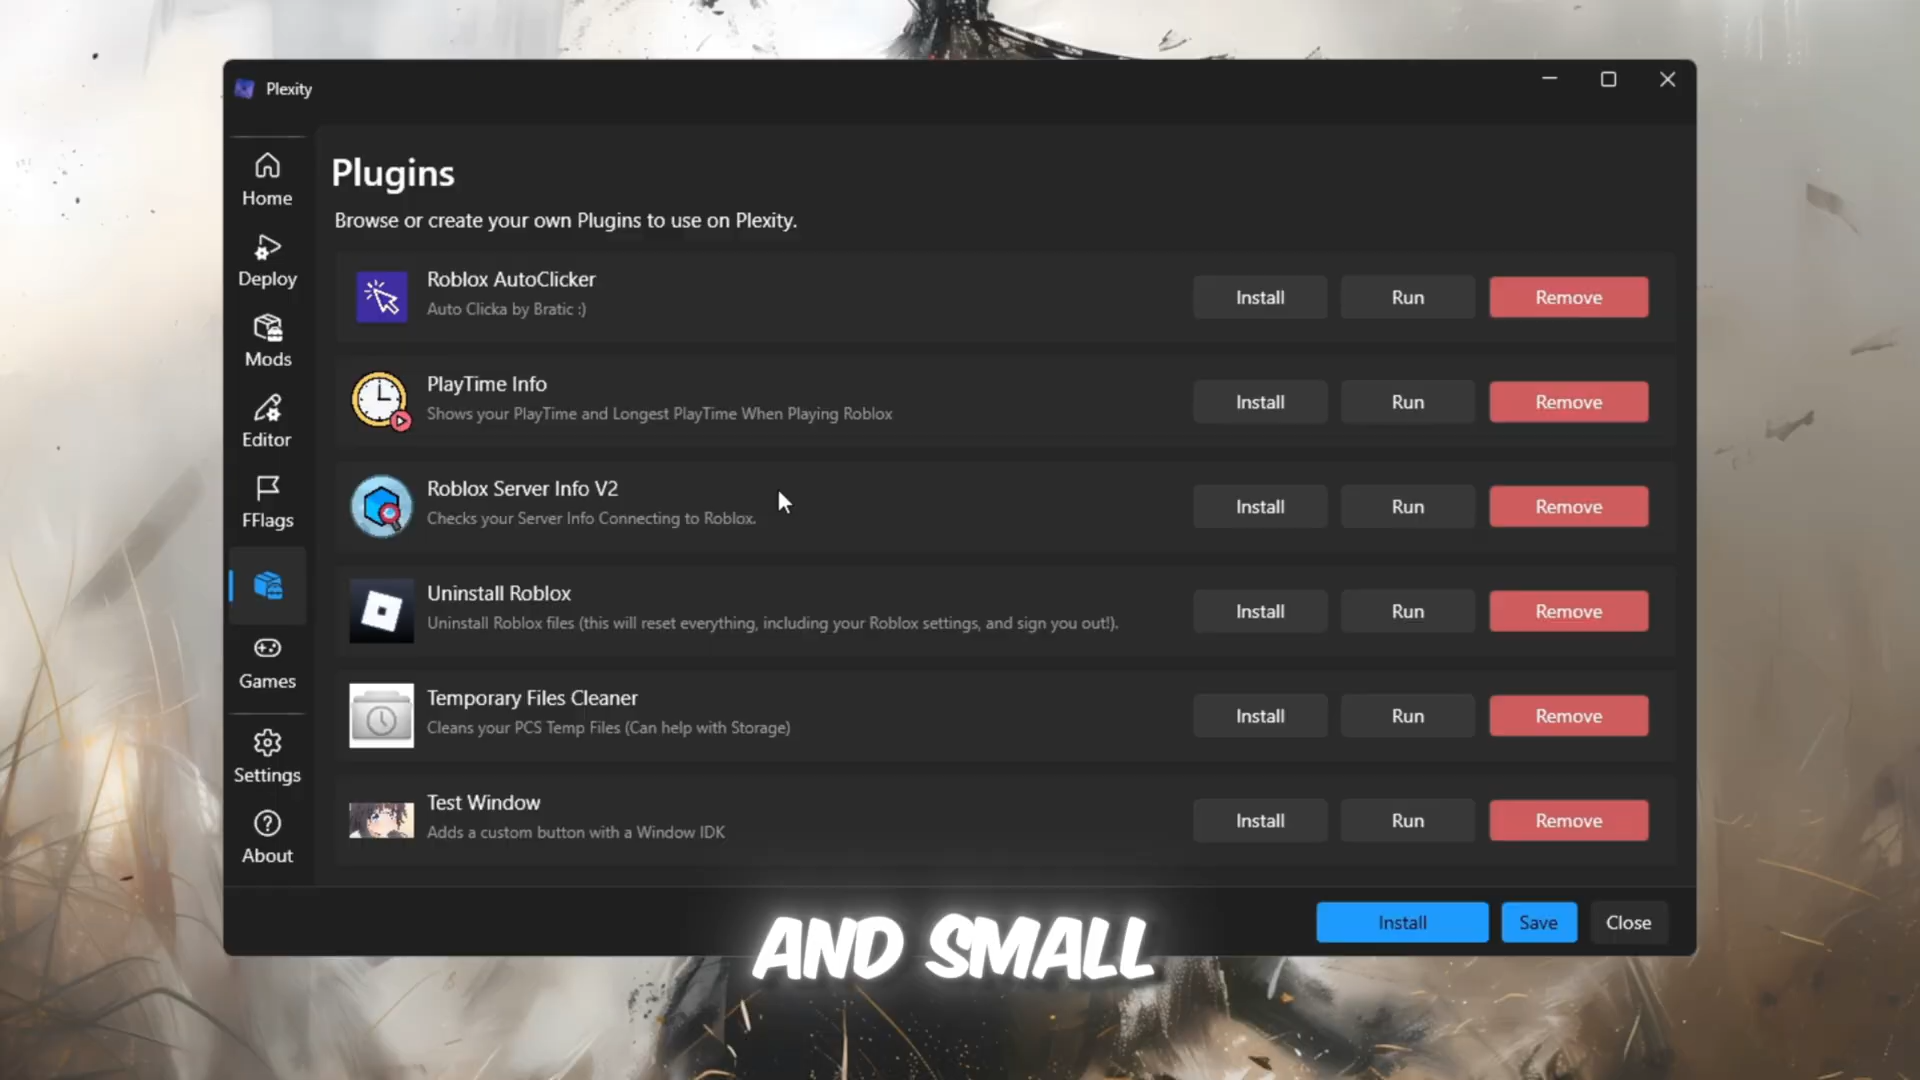 Plexity
Home
Deploy
Mods
Editor
FFlags
Games
Settings
About
Plugins
Browse or create your own Plugins to use on Plexity.
Roblox AutoClicker
Auto Clicka by Bratic :)
Install Run Remove
PlayTime Info
Shows your PlayTime and Longest PlayTime When Playing Roblox
Install Run Remove
Roblox Server Info V2
Checks your Server Info Connecting to Roblox.
Install Run Remove
Uninstall Roblox
Uninstall Roblox files (this will reset everything, including your Roblox settings, and sign you out!).
Install Run Remove
Temporary Files Cleaner
Cleans your PCS Temp Files (Can help with Storage)
Install Run Remove
Test Window
Adds a custom button with a Window IDK
Install Run Remove
Install Save Close
AND SMALL